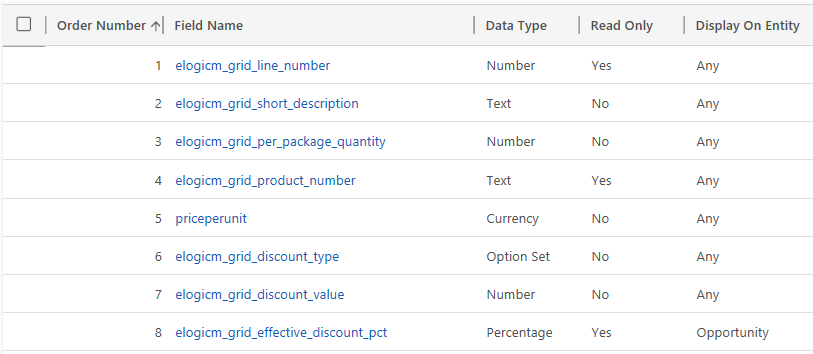 Order Number Field Name Data Type Read Only Display On Entity
1 elogicm_grid_line_number Number Yes Any
2 elogicm_grid_short_description Text No Any
3 elogicm_grid_per_package_quantity Number No Any
4 elogicm_grid_product_number Text Yes Any
5 priceperunit Currency No Any
6 elogicm_grid_discount_type Option Set No Any
7 elogicm_grid_discount_value Number No Any
8 elogicm_grid_effective_discount_pct Percentage Yes Opportunity